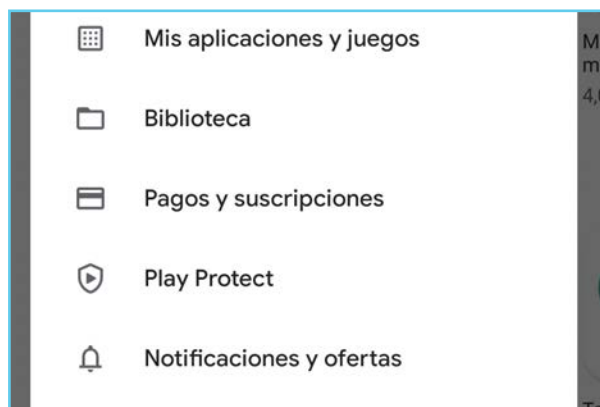 Mis aplicaciones y juegos
Biblioteca
Pagos y suscripciones
Play Protect
Notificaciones y ofertas